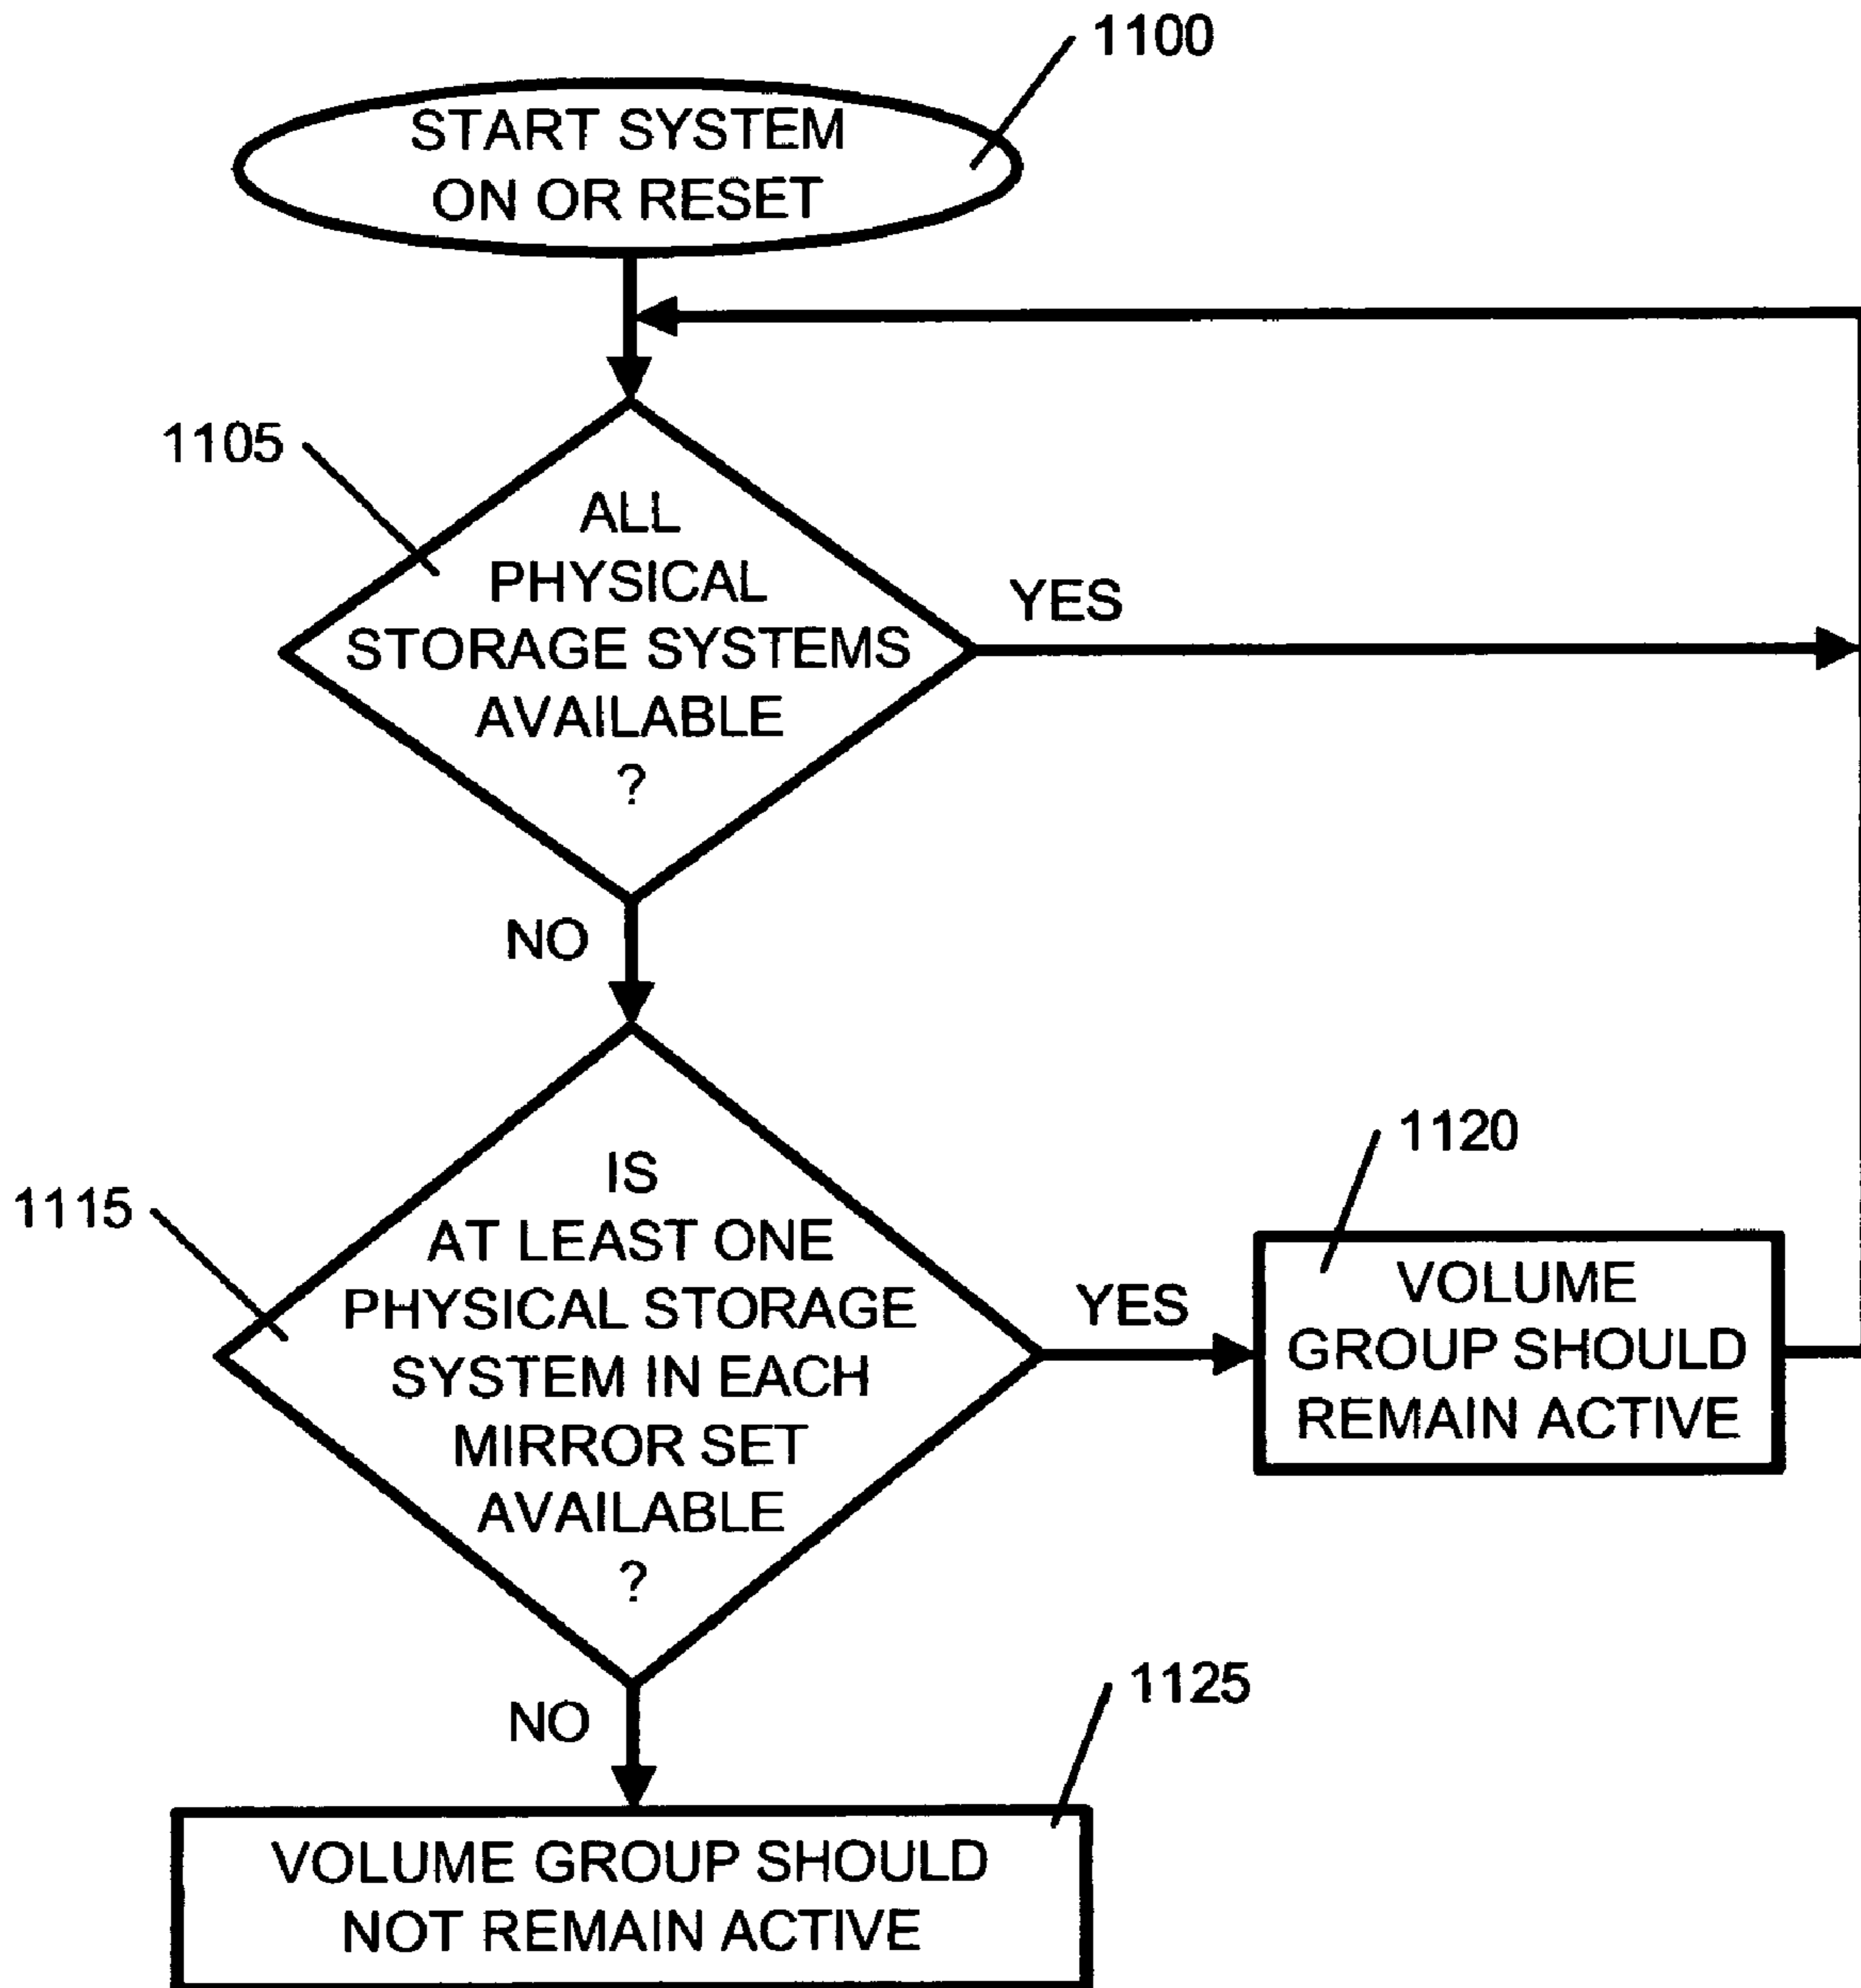 1100
START SYSTEM
ON OR RESET
1105
ALL
PHYSICAL
STORAGE SYSTEMS
AVAILABLE
?
YES
NO
1115
IS
AT LEAST ONE
PHYSICAL STORAGE
SYSTEM IN EACH
MIRROR SET
AVAILABLE
?
YES
1120
VOLUME
GROUP SHOULD
REMAIN ACTIVE
NO
1125
VOLUME GROUP SHOULD
NOT REMAIN ACTIVE